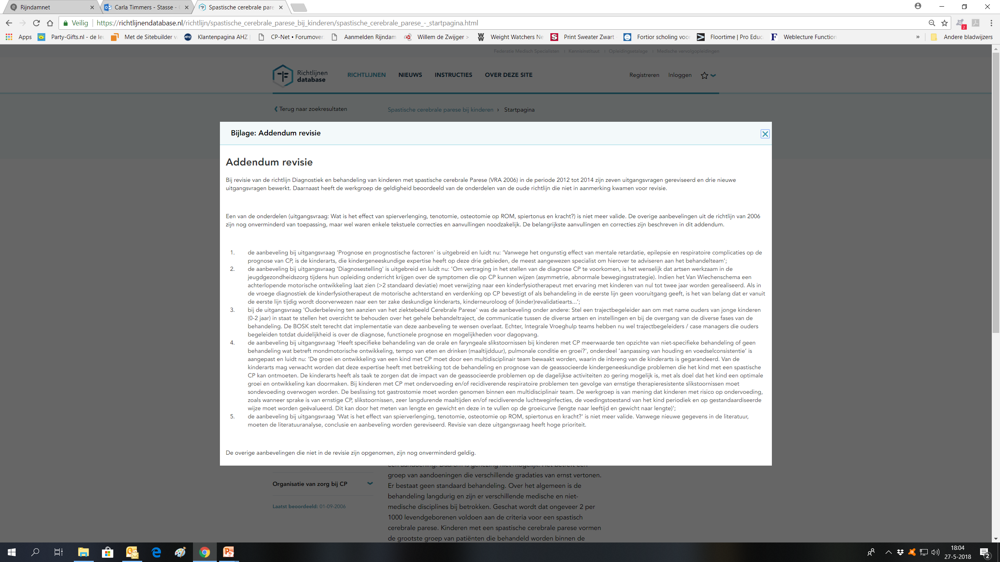 Rijndamnet
Carla Timmers - Stasse -
Spastische cerebrale pare
Veilig
https://richtlijnendatabase.nl/richtlijn/spastische_cerebrale_parese_bij_kinderen/spastische_cerebrale_parese_-_startpagina.html
2
Apps
Party-Gifts.nl - de leu
Met de Sitebuilder v
Klantenpagina AHZ |
CP-Net • Forumover
Aanmelden Rijndam
Willem de Zwijger >
Weight Watchers Ne
Print Sweater Zwart
Fortior scholing voor
Floortime | Pro Educ
Weblecture Function
»
Andere bladwijzers
Federatie Medisch Specialisten | Kennisinstituut | Opleidingsetalage | Medische vervolgopleidingen
Richtlijnen
database
RICHTLIJNEN NIEUWS INSTRUCTIES OVER DEZE SITE
Registreren Inloggen
Terug naar zoekresultaten
Spastische cerebrale parese bij kinderen › Startpagina
Bijlage: Addendum revisie
Addendum revisie
Bij revisie van de richtlijn Diagnostiek en behandeling van kinderen met spastische cerebrale Parese (VRA 2006) in de periode 2012 tot 2014 zijn zeven uitgangsvragen gereviseerd en drie nieuwe
uitgangsvragen bewerkt. Daarnaast heeft de werkgroep de geldigheid beoordeeld van de onderdelen van de oude richtlijn die niet in aanmerking kwamen voor revisie.
Een van de onderdelen (uitgangsvraag: Wat is het effect van spierverlenging, tenotomie, osteotomie op ROM, spiertonus en kracht?) is niet meer valide. De overige aanbevelingen uit de richtlijn van 2006
zijn nog onverminderd van toepassing, maar wel waren enkele tekstuele correcties en aanvullingen noodzakelijk. De belangrijkste aanvullingen en correcties zijn beschreven in dit addendum.
1. de aanbeveling bij uitgangsvraag 'Prognose en prognostische factoren' is uitgebreid en luidt nu: ‘Vanwege het ongunstig effect van mentale retardatie, epilepsie en respiratoire complicaties op de
prognose van CP, is de kinderarts, die kindergeneeskundige expertise heeft op deze drie gebieden, de meest aangewezen specialist om hierover te adviseren aan het behandelteam’;
2. de aanbeveling bij uitgangsvraag 'Diagnosestelling' is uitgebreid en luidt nu: ‘Om vertraging in het stellen van de diagnose CP te voorkomen, is het wenselijk dat artsen werkzaam in de
jeugdgezondheidszorg tijdens hun opleiding onderricht krijgen over de symptomen die op CP kunnen wijzen (asymmetrie, abnormale bewegingsstrategie). Indien het Van Wiechenschema een
achterlopende motorische ontwikkeling laat zien (>2 standaard deviatie) moet verwijzing naar een kinderfysiotherapeut met ervaring met kinderen van nul tot twee jaar worden gerealiseerd. Als in
de vroege diagnostiek de kinderfysiotherapeut de motorische achterstand en verdenking op CP bevestigt of als behandeling in de eerste lijn geen vooruitgang geeft, is het van belang dat er vanuit
de eerste lijn tijdig wordt doorverwezen naar een ter zake deskundige kinderarts, kinderneuroloog of (kinder)revalidatiearts...’;
3. bij de uitgangsvraag 'Ouderbeleving ten aanzien van het ziektebeeld Cerebrale Parese' was de aanbeveling onder andere: Stel een trajectbegeleider aan om met name ouders van jonge kinderen
(0-2 jaar) in staat te stellen het overzicht te behouden over het gehele behandeltraject, de communicatie tussen de diverse artsen en instellingen en bij de overgang van de diverse fases van de
behandeling. De BOSK stelt terecht dat implementatie van deze aanbeveling te wensen overlaat. Echter, Integrale Vroeghulp teams hebben nu wel trajectbegeleiders / case managers die ouders
begeleiden totdat duidelijkheid is over de diagnose, functionele prognose en mogelijkheden voor dagopvang.
4. de aanbeveling bij uitgangsvraag 'Heeft specifieke behandeling van de orale en faryngeale slikstoornissen bij kinderen met CP meerwaarde ten opzichte van niet-specifieke behandeling of geen
behandeling wat betreft mondmotorische ontwikkeling, tempo van eten en drinken (maaltijdduur), pulmonale conditie en groei?', onderdeel ‘aanpassing van houding en voedselconsistentie’ is
aangepast en luidt nu: ‘De groei en ontwikkeling van een kind met CP moet door een multidisciplinair team bewaakt worden, waarin de inbreng van de kinderarts is gegarandeerd. Van de
kinderarts mag verwacht worden dat deze expertise heeft met betrekking tot de behandeling en prognose van de geassocieerde kindergeneeskundige problemen die het kind met een spastische
CP kan ontmoeten. De kinderarts heeft als taak te zorgen dat de impact van de geassocieerde problemen op de dagelijkse activiteiten zo gering mogelijk is, met als doel dat het kind een optimale
groei en ontwikkeling kan doormaken. Bij kinderen met CP met ondervoeding en/of recidiverende respiratoire problemen ten gevolge van ernstige therapieresistente slikstoornissen moet
sondevoeding overwogen worden. De beslissing tot gastrostomie moet worden genomen binnen een multidisciplinair team. De werkgroep is van mening dat kinderen met risico op ondervoeding,
zoals wanneer sprake is van ernstige CP, slikstoornissen, zeer langdurende maaltijden en/of recidiverende luchtweginfecties, de voedingstoestand van het kind periodiek en op gestandaardiseerde
wijze moet worden geëvalueerd. Dit kan door het meten van lengte en gewicht en deze in te vullen op de groeicurve (lengte naar leeftijd en gewicht naar lengte)’;
5. de aanbeveling bij uitgangsvraag 'Wat is het effect van spierverlenging, tenotomie, osteotomie op ROM, spiertonus en kracht?' is niet meer valide. Vanwege nieuwe gegevens in de literatuur,
moeten de literatuuranalyse, conclusie en aanbeveling worden gereviseerd. Revisie van deze uitgangsvraag heeft hoge prioriteit.
De overige aanbevelingen die niet in de revisie zijn opgenomen, zijn nog onverminderd geldig.
groep van aandoeningen die verschillende gradaties van ernst vertonen.
Organisatie van zorg bij CP
Er bestaat geen standaard behandeling. Over het algemeen is de
behandeling langdurig en zijn er verschillende medische en niet-
Laatst beoordeeld: 01-09-2006
medische disciplines bij betrokken. Geschat wordt dat ongeveer 2 per
1000 levendgeborenen voldoen aan de criteria voor een spastisch
cerebrale parese. Kinderen met een spastische cerebrale parese vormen
de grootste groep van patiënten die behandeld worden binnen de
18:04
27-5-2018
2